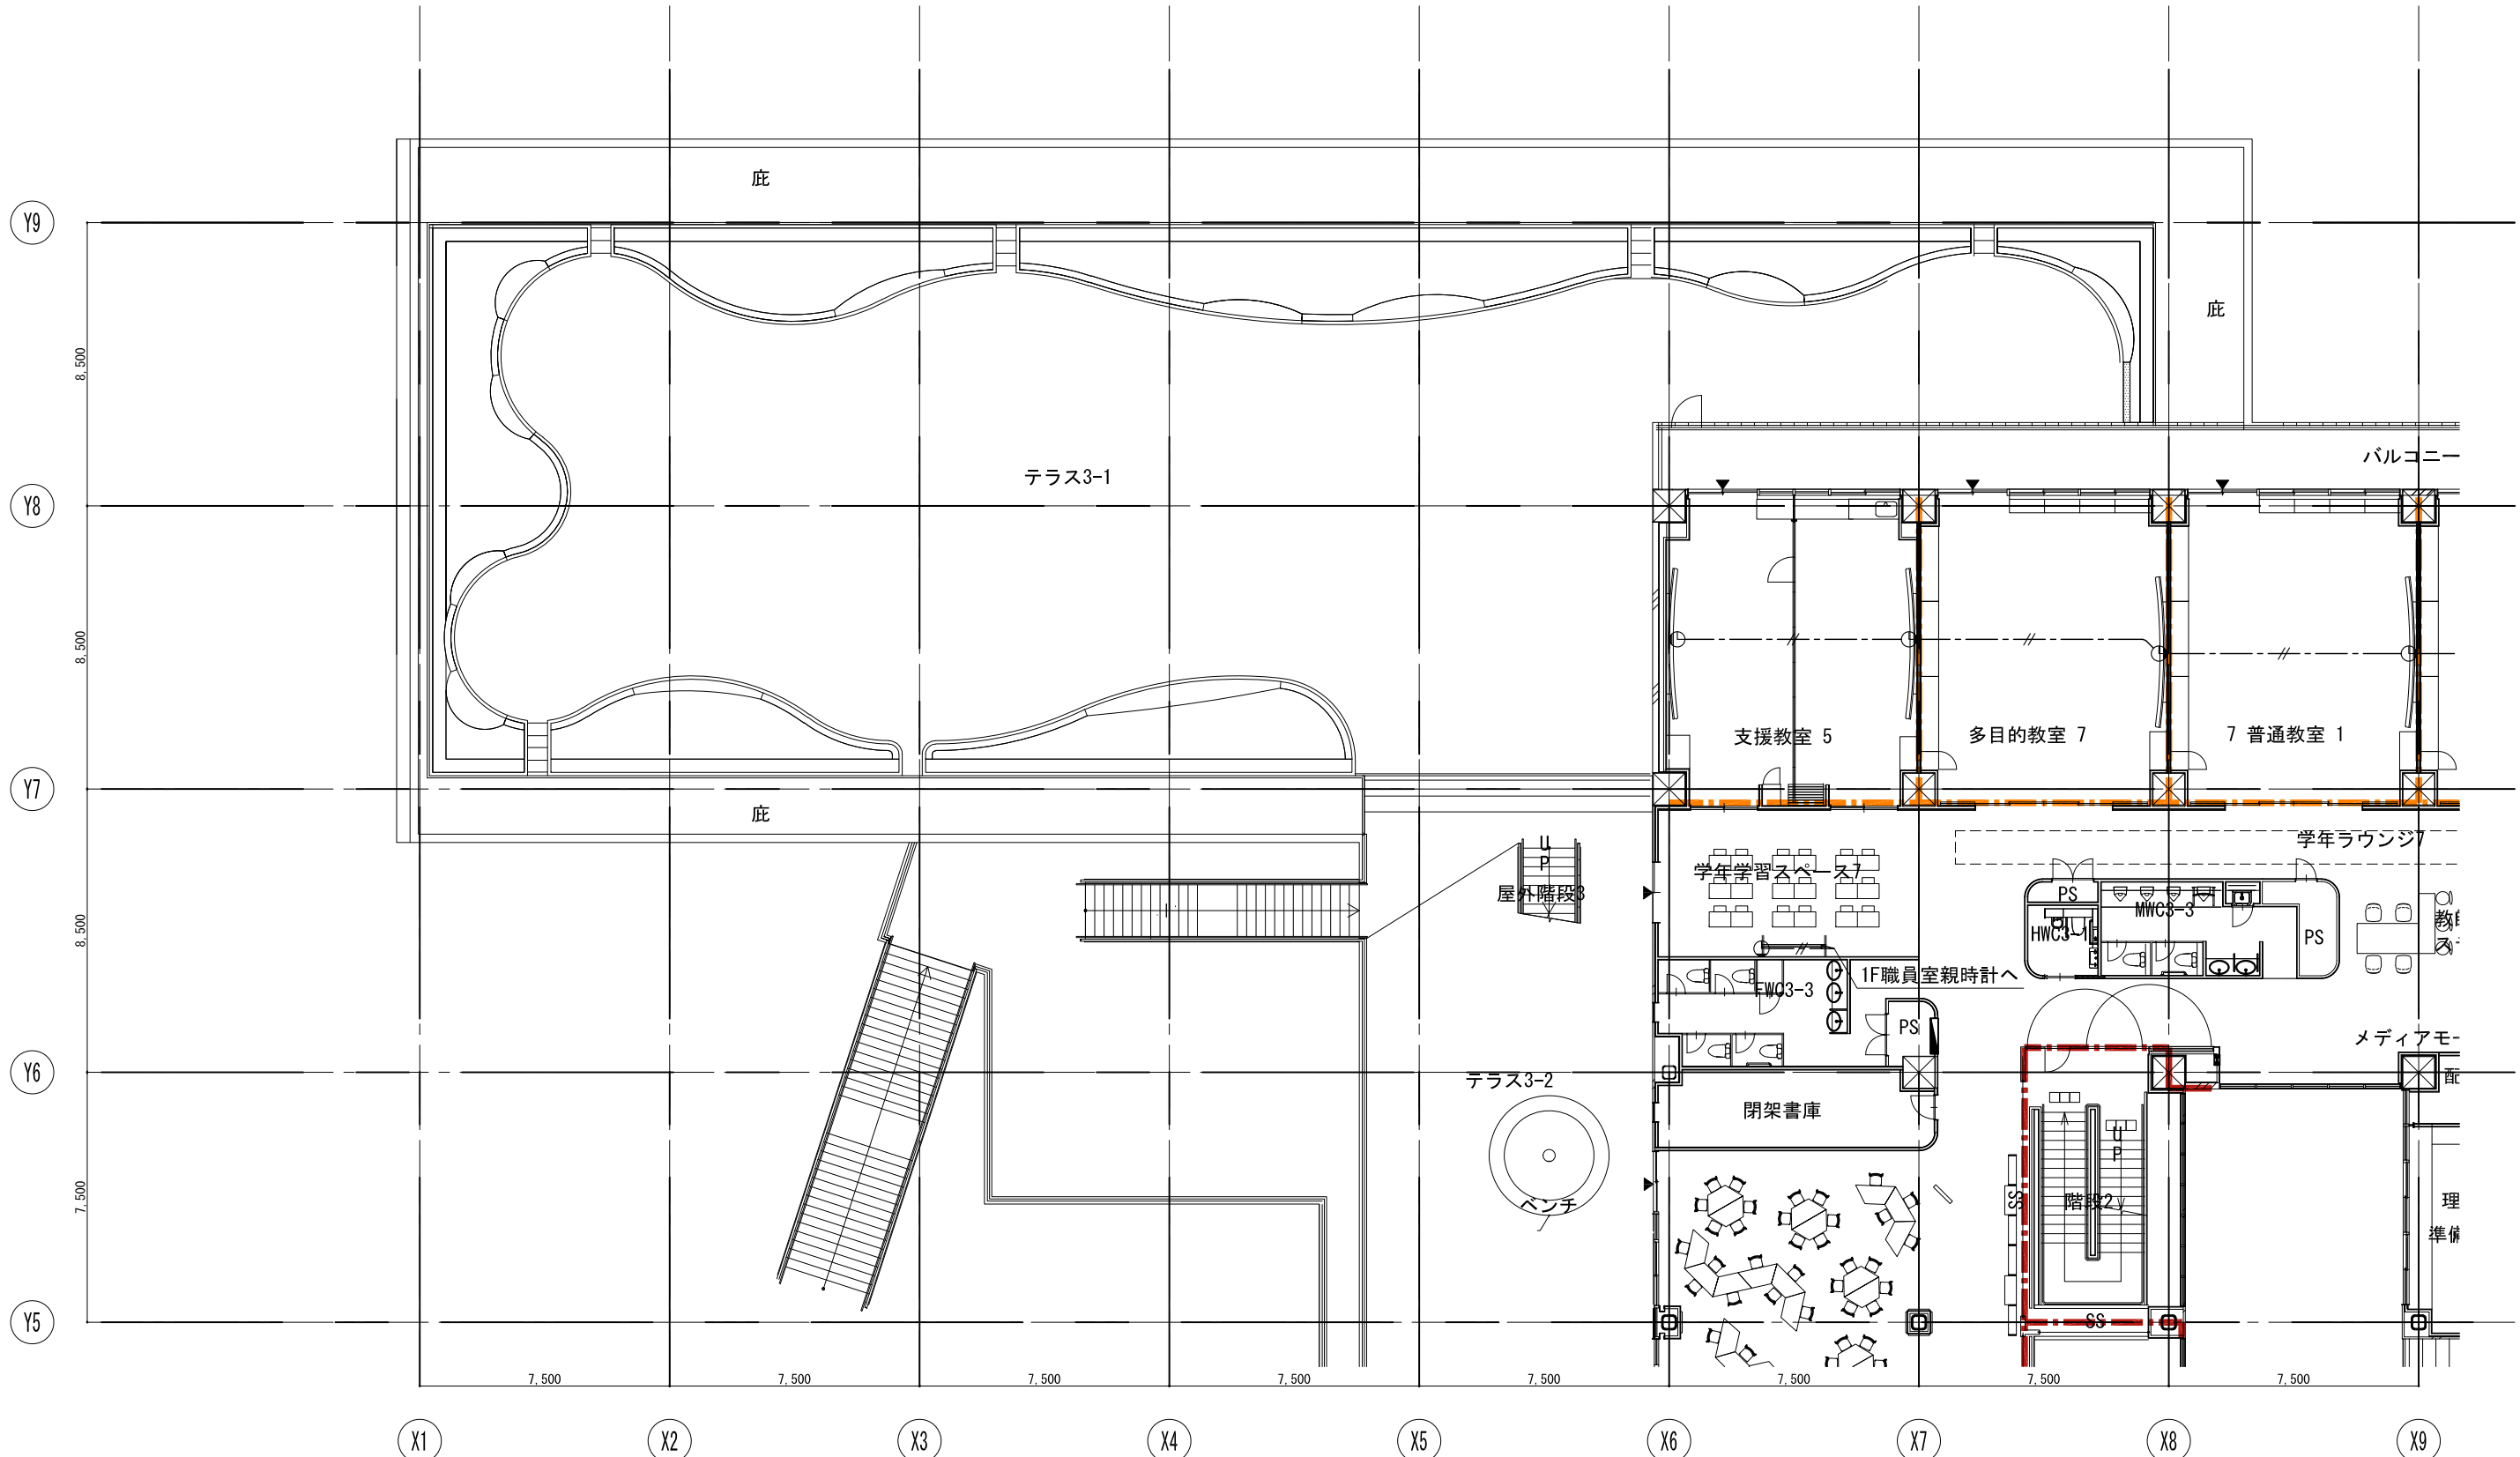 庇
Y9
8,500
庇
バルコニー
テラス3-1
Y8
8,500
支援教室 5
多目的教室 7
7 普通教室 1
Y7
庇
学年ラウンジ7
UP
学年学習スペース7
屋外階段3
PS
MWC3-3
8,500
HWC3-1
PS
1F職員室親時計へ
FWC3-3
PS
メディアモー
Y6
テラス3-2
配
閉架書庫
UP
7,500
ベンチ
SS
階段2
理
準備
Y5
SS
7,500
7,500
7,500
7,500
7,500
7,500
7,500
7,500
X1
X2
X3
X4
X5
X6
X7
X8
X9